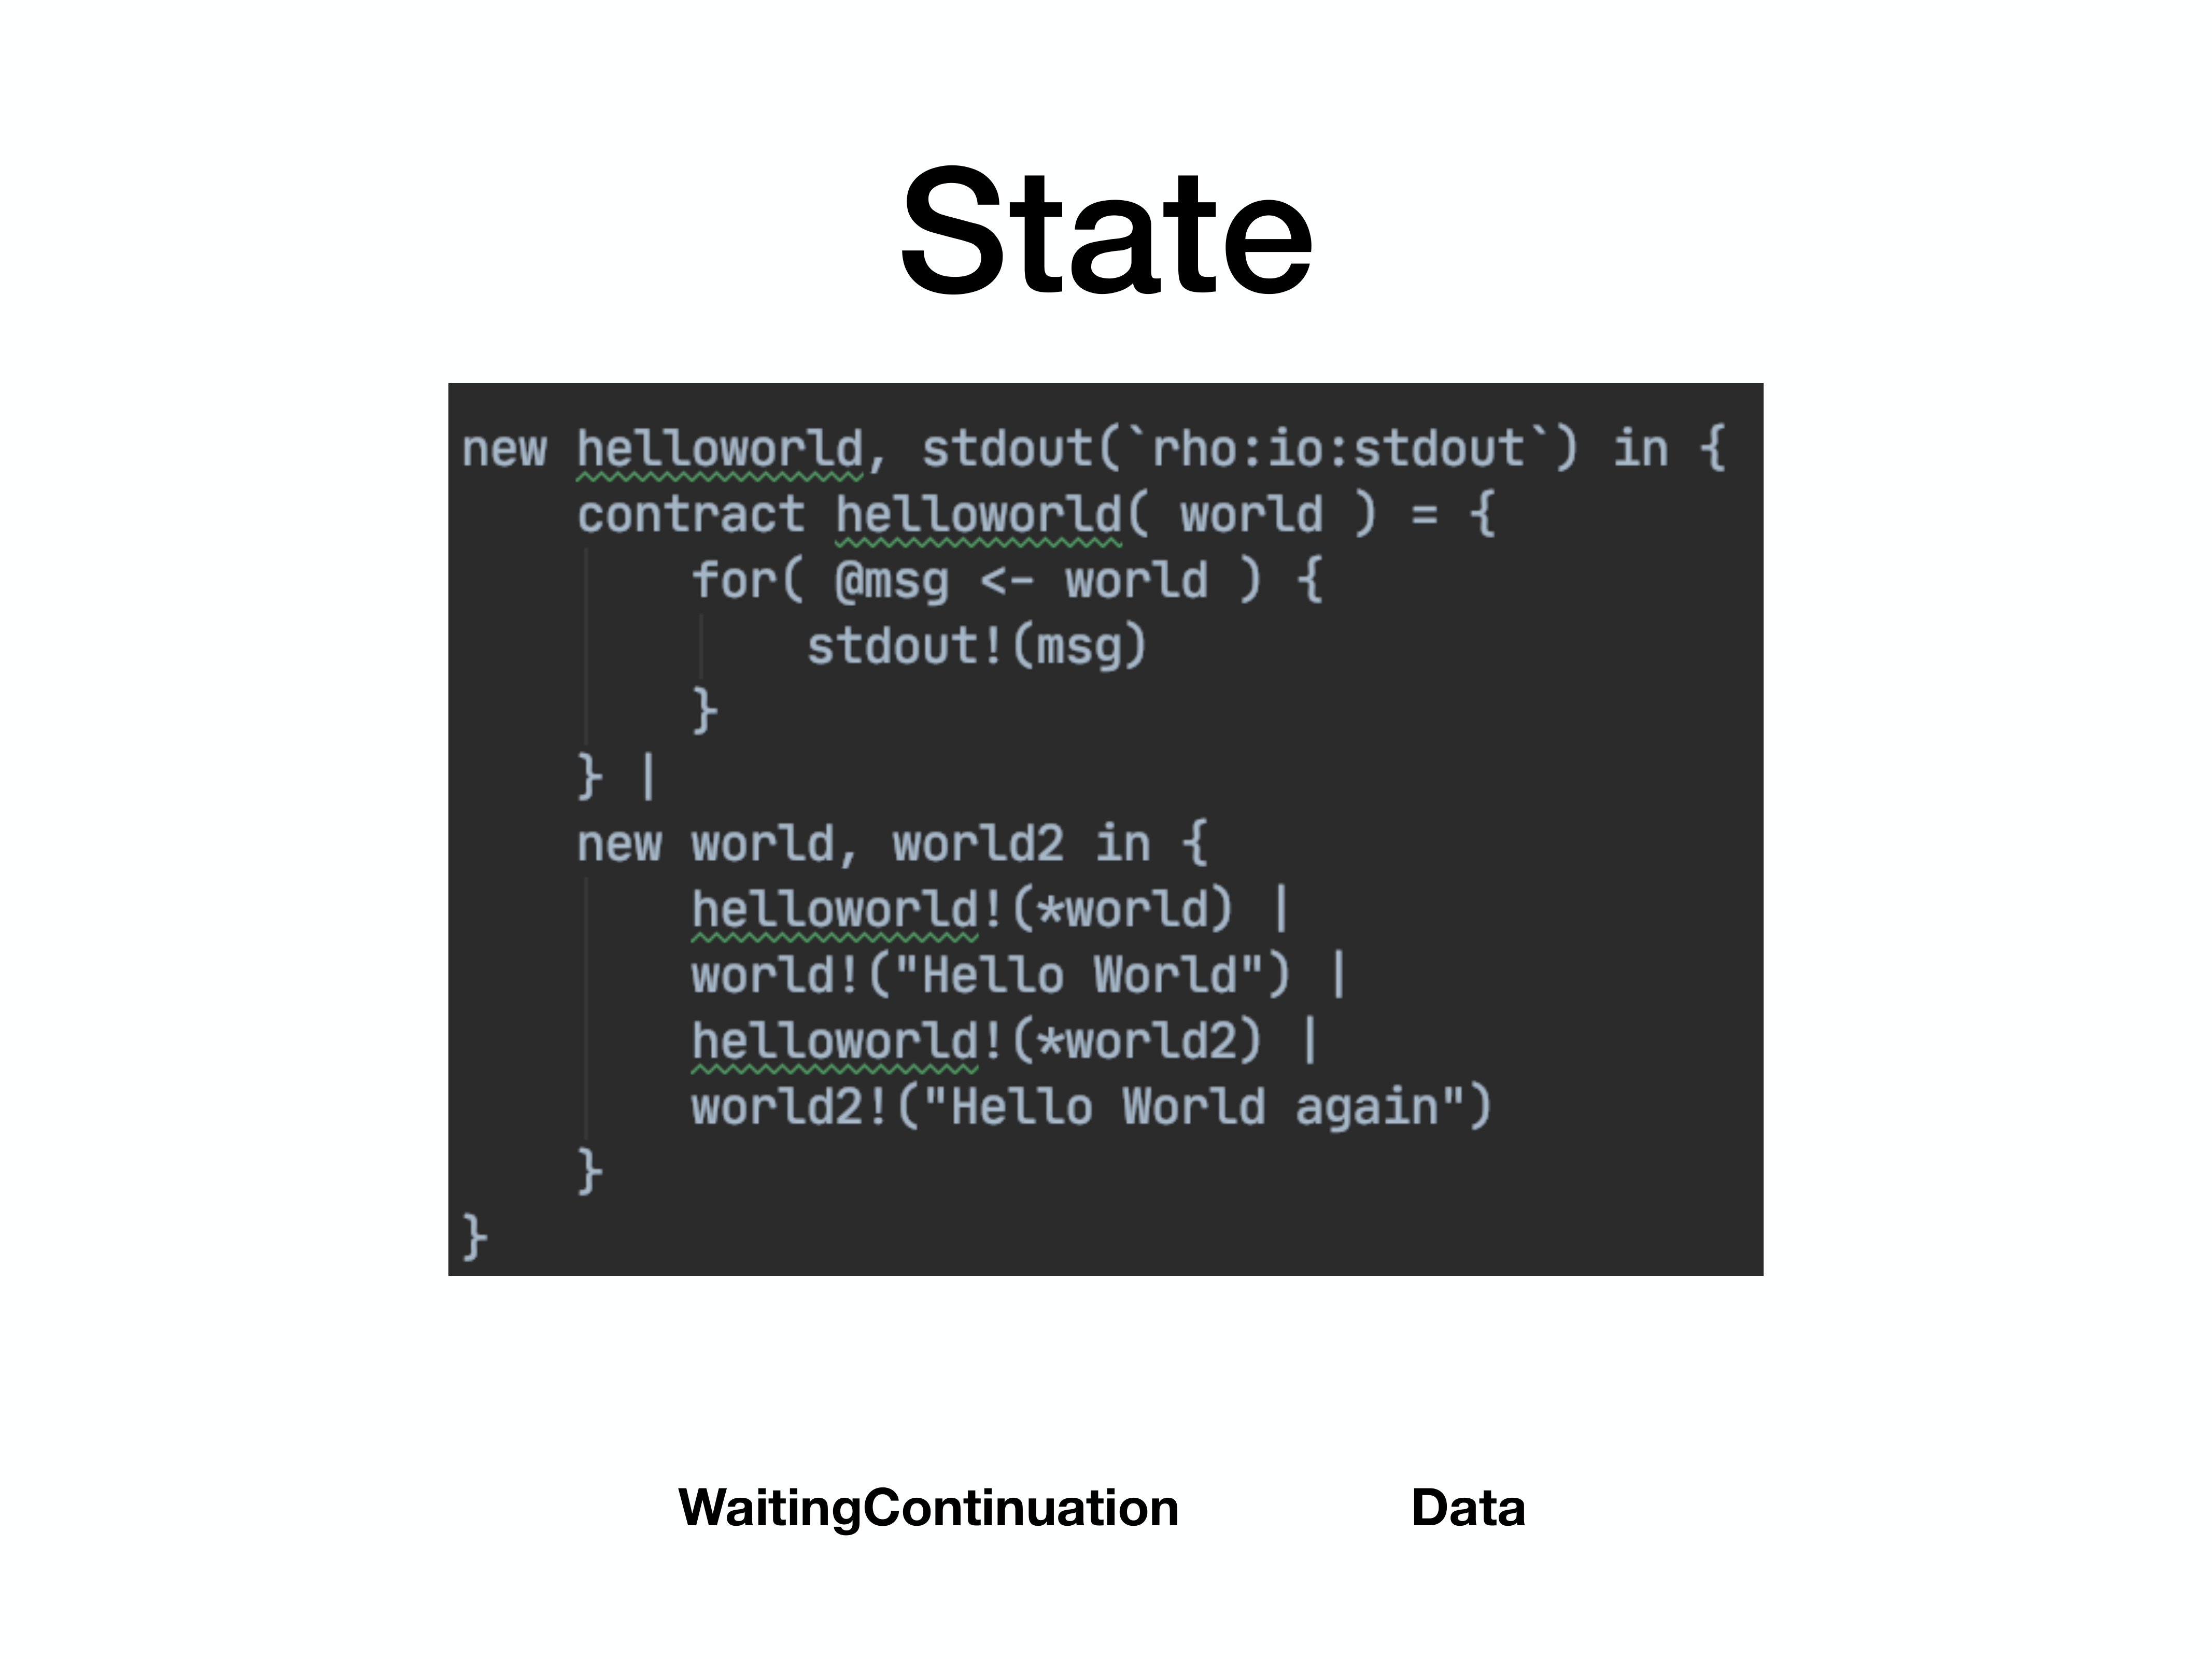 State
new helloworld, stdout(`rho:io:stdout`) in {
    contract helloworld( world ) = {
        for( @msg <- world ) {
            stdout!(msg)
        }
    } |
    new world, world2 in {
        helloworld!(*world) |
        world!("Hello World") |
        helloworld!(*world2) |
        world2!("Hello World again")
    }
}
WaitingContinuation Data